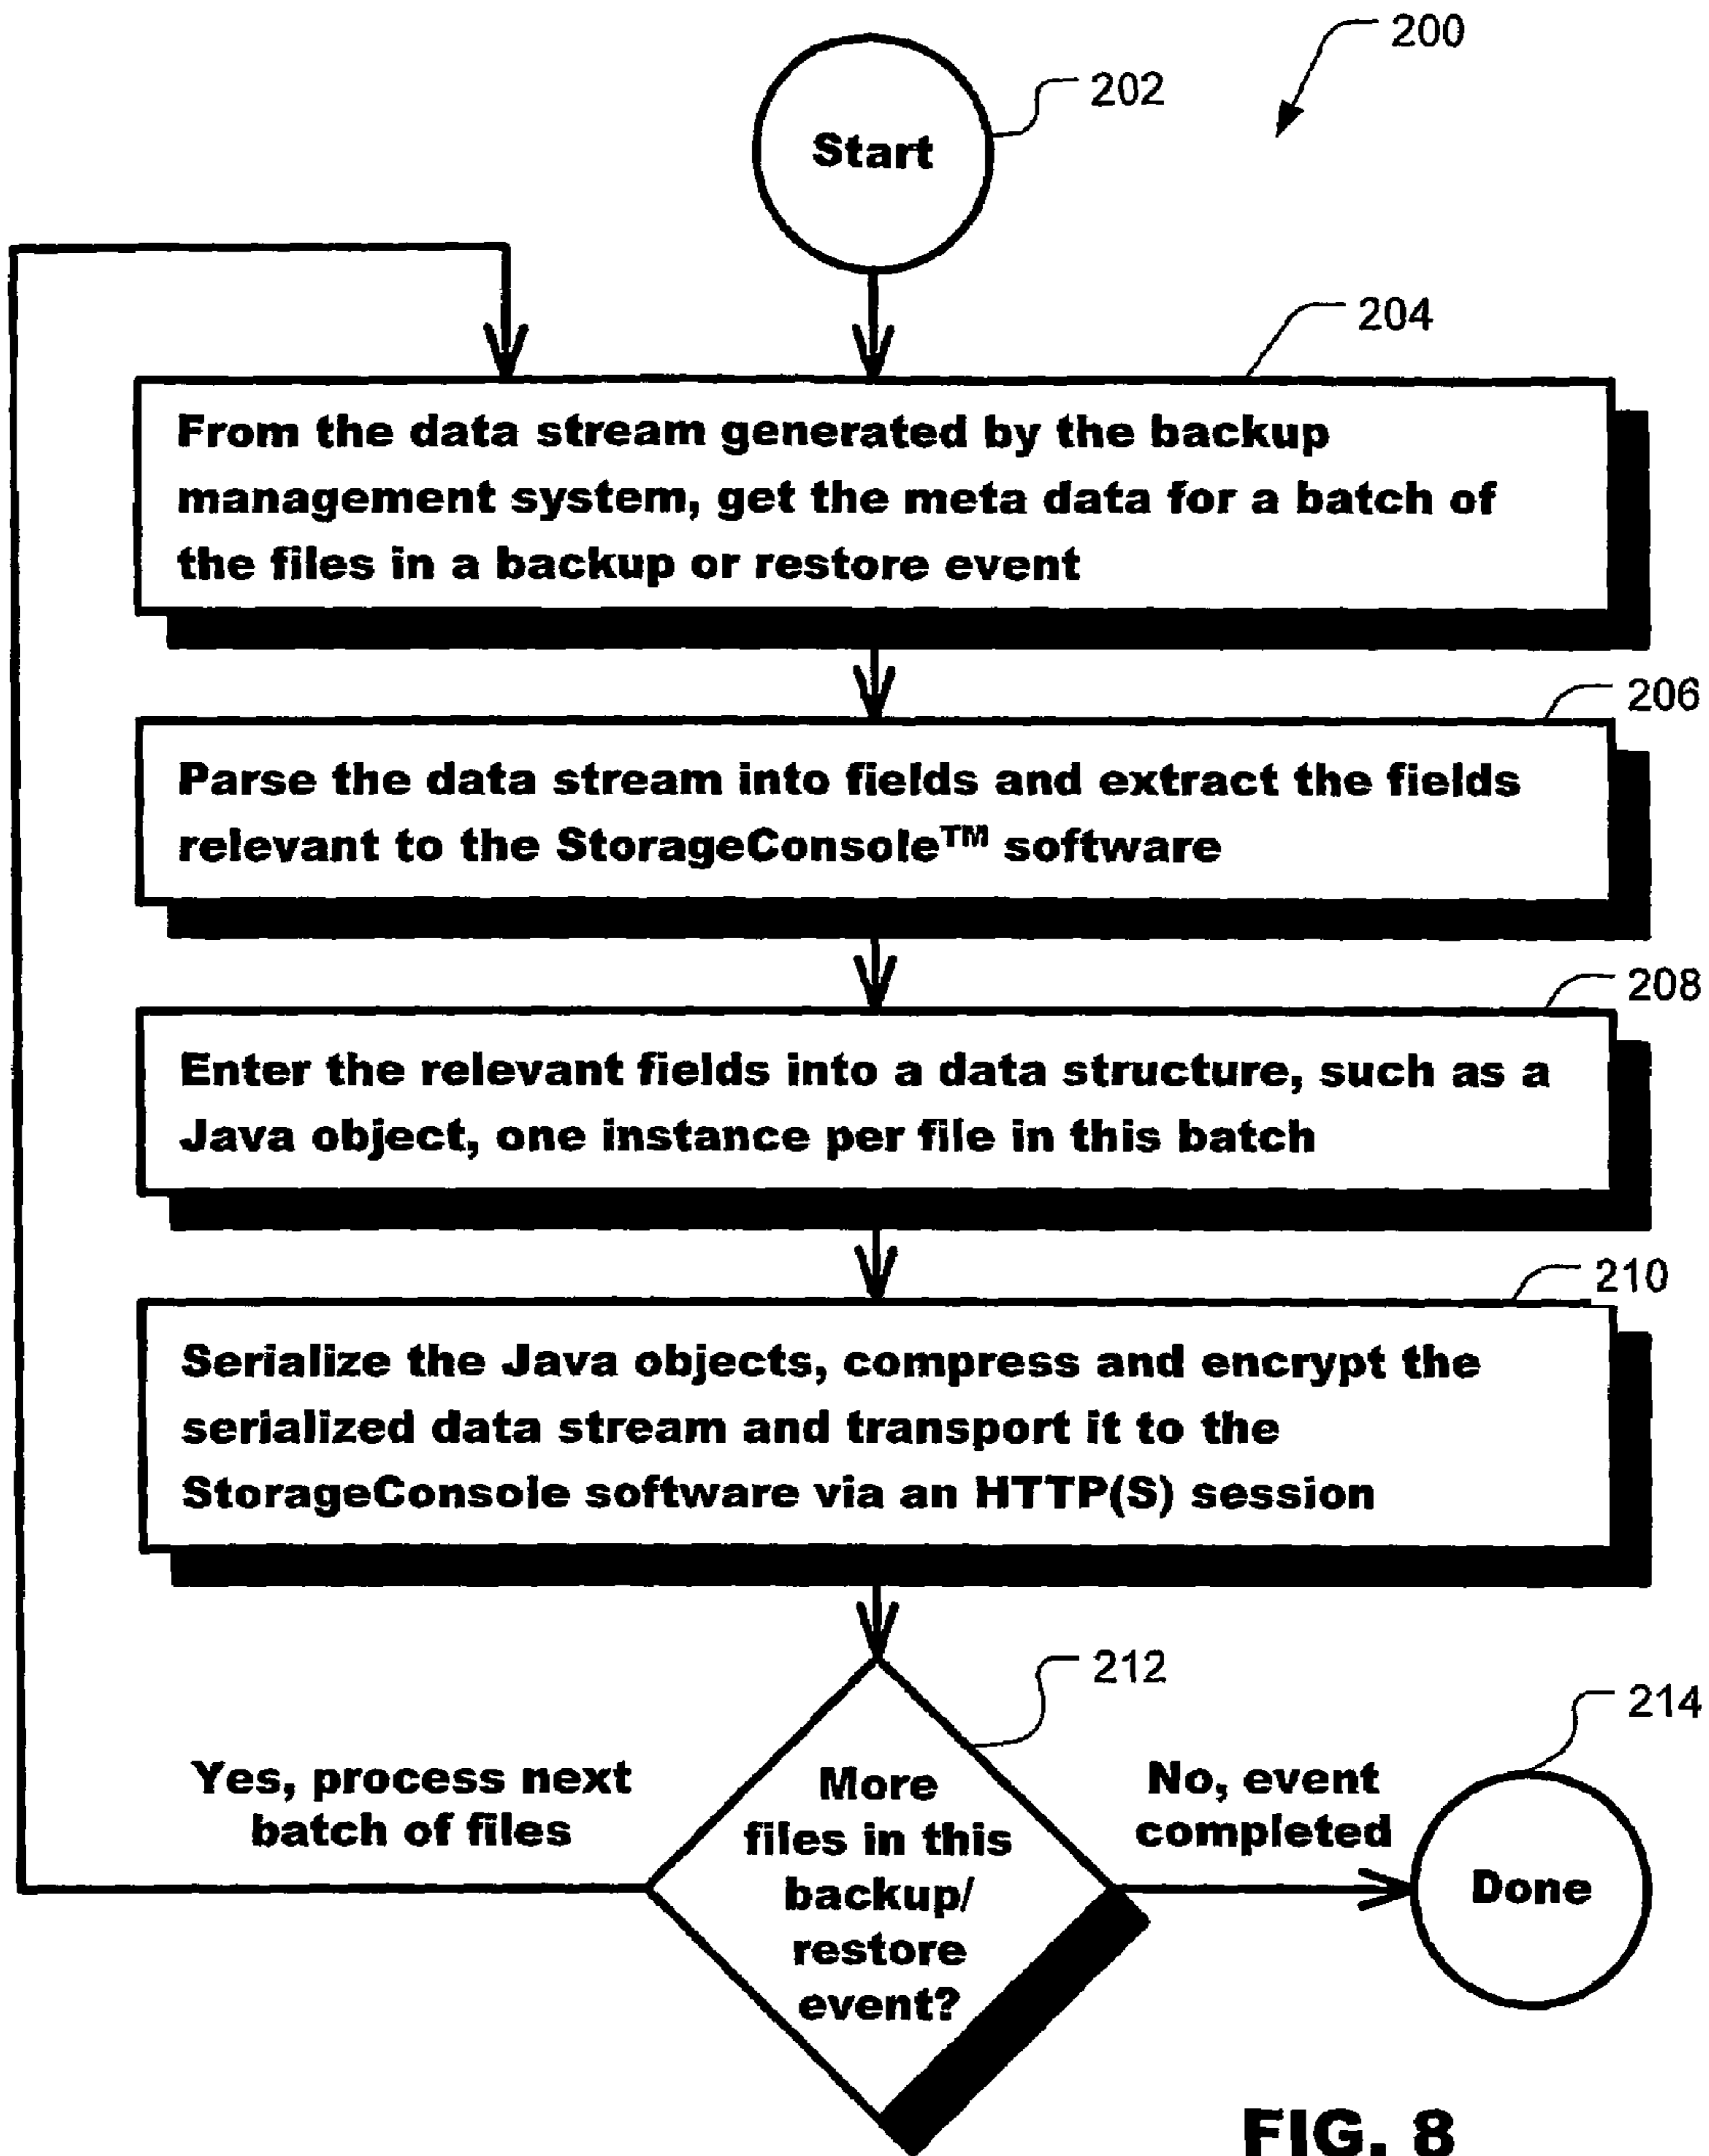 200
202
Start
204
From the data stream generated by the backup
management system, get the meta data for a batch of
the files in a backup or restore event
206
Parse the data stream into fields and extract the fields
relevant to the StorageConsole™ software
208
Enter the relevant fields into a data structure, such as a
Java object, one instance per file in this batch
210
Serialize the Java objects, compress and encrypt the
serialized data stream and transport it to the
StorageConsole software via an HTTP(S) session
212
214
Yes, process next
batch of files
More
files in this
backup/
restore
event?
No, event
completed
Done
FIG. 8